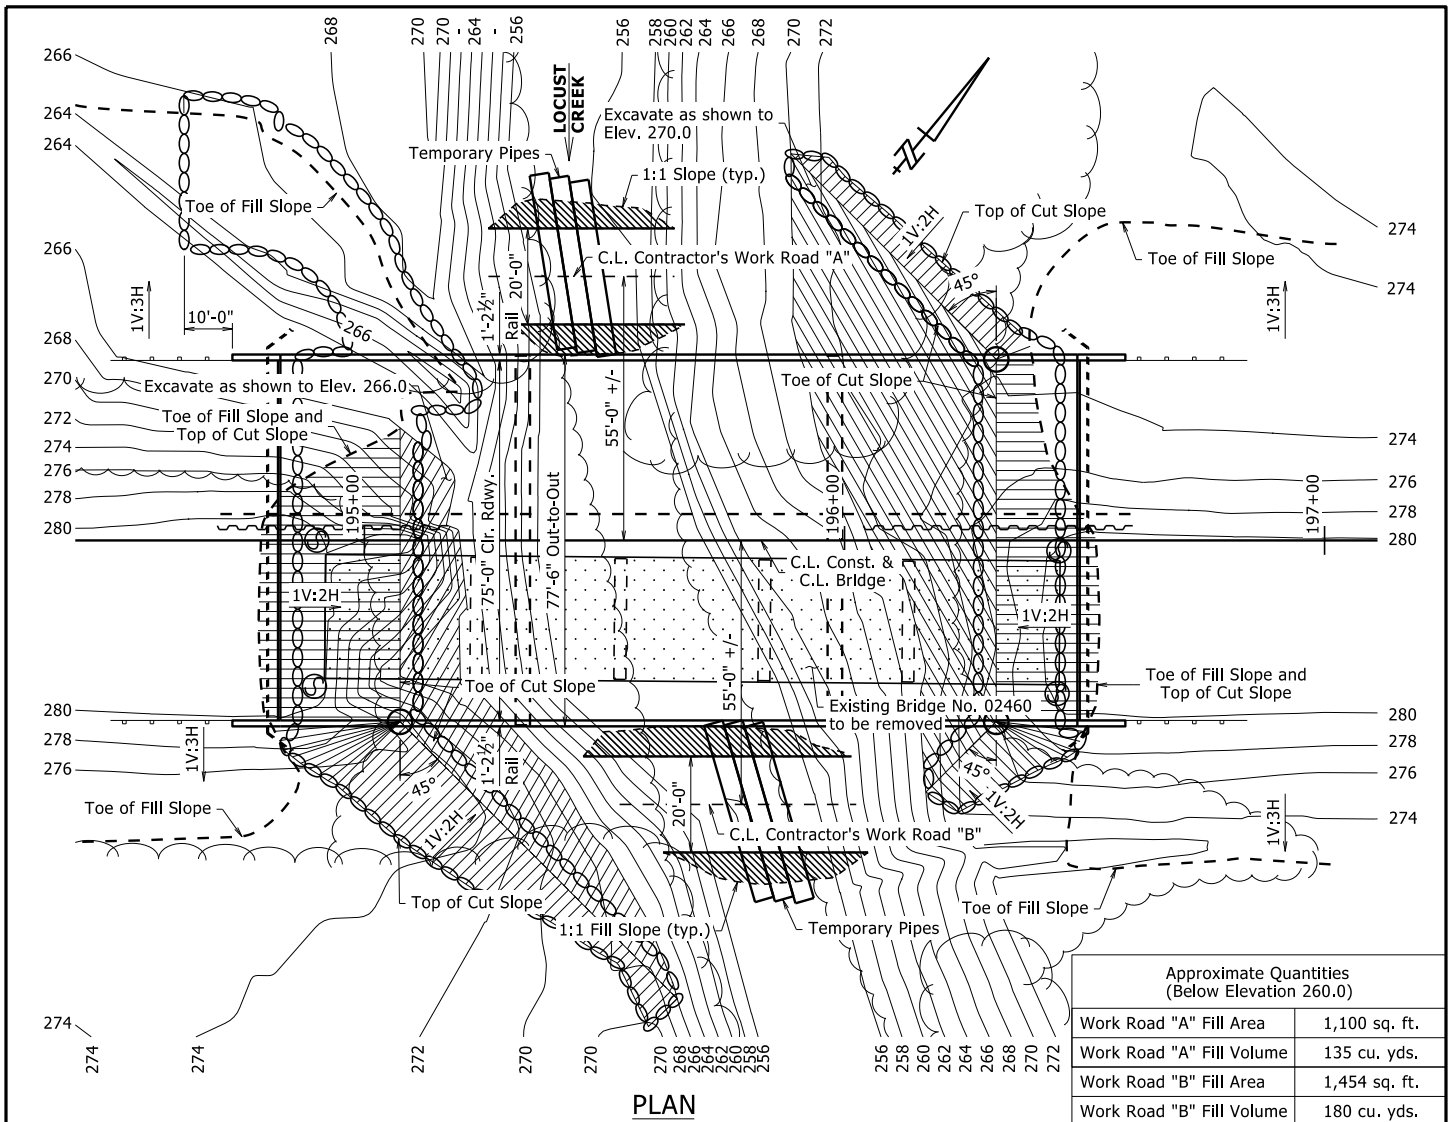 268
270
270
-
264
-
256
256
258
260
262
264
266
268
270
272
266
264
264
266
268
270
272
274
276
278
280
280
278
276
274
LOCUST
CREEK
Excavate as shown to
Elev. 270.0
Temporary Pipes
1:1 Slope (typ.)
Toe of Fill Slope
C.L. Contractor's Work Road "A"
20'-0"
1'-2½"
Rail
1V:3H
10'-0"
266
Excavate as shown to Elev. 266.0
Toe of Fill Slope and
Top of Cut Slope
55'-0" +/-
Toe of Cut Slope
1V:2H
Top of Cut Slope
45°
Toe of Fill Slope
1V:3H
274
274
274
276
278
280
195+00
75'-0" Clr. Rdwy.
77'-6" Out-to-Out
196+00
197+00
C.L. Const. &
C.L. Bridge
1V:2H
1V:2H
Toe of Cut Slope
55'-0" +/-
Existing Bridge No. 02460
to be removed
Toe of Fill Slope and
Top of Cut Slope
280
278
276
274
1V:3H
Toe of Fill Slope
45°
1V:2H
1'-2½"
Rail
20'-0"
C.L. Contractor's Work Road "B"
45°
1V:2H
1V:3H
Top of Cut Slope
1:1 Fill Slope (typ.)
Temporary Pipes
Toe of Fill Slope
274
274
272
270
270
270
268
266
264
262
260
258
256
256
258
260
262
264
266
268
270
272
Approximate Quantities
(Below Elevation 260.0)
Work Road "A" Fill Area 1,100 sq. ft.
Work Road "A" Fill Volume 135 cu. yds.
Work Road "B" Fill Area 1,454 sq. ft.
Work Road "B" Fill Volume 180 cu. yds.
PLAN